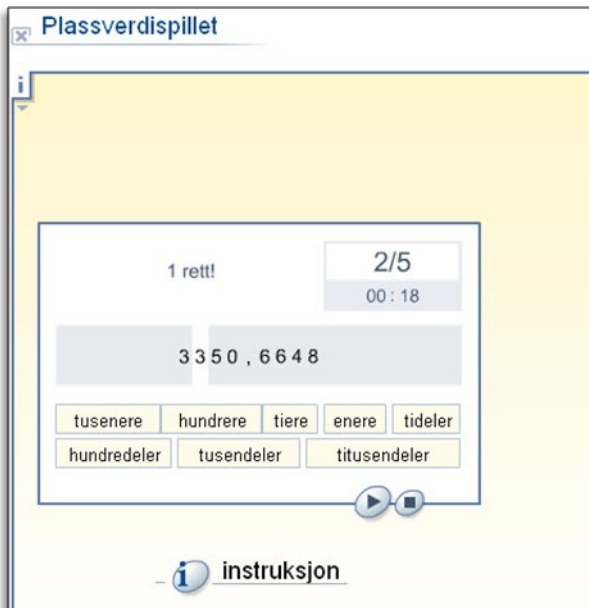 Plassverdispillet
i
1 rett!
2/5
00 : 18
3350,6648
tusenere hundrere tiere enere tideler
hundredeler tusendeler titusendeler
i instruksjon